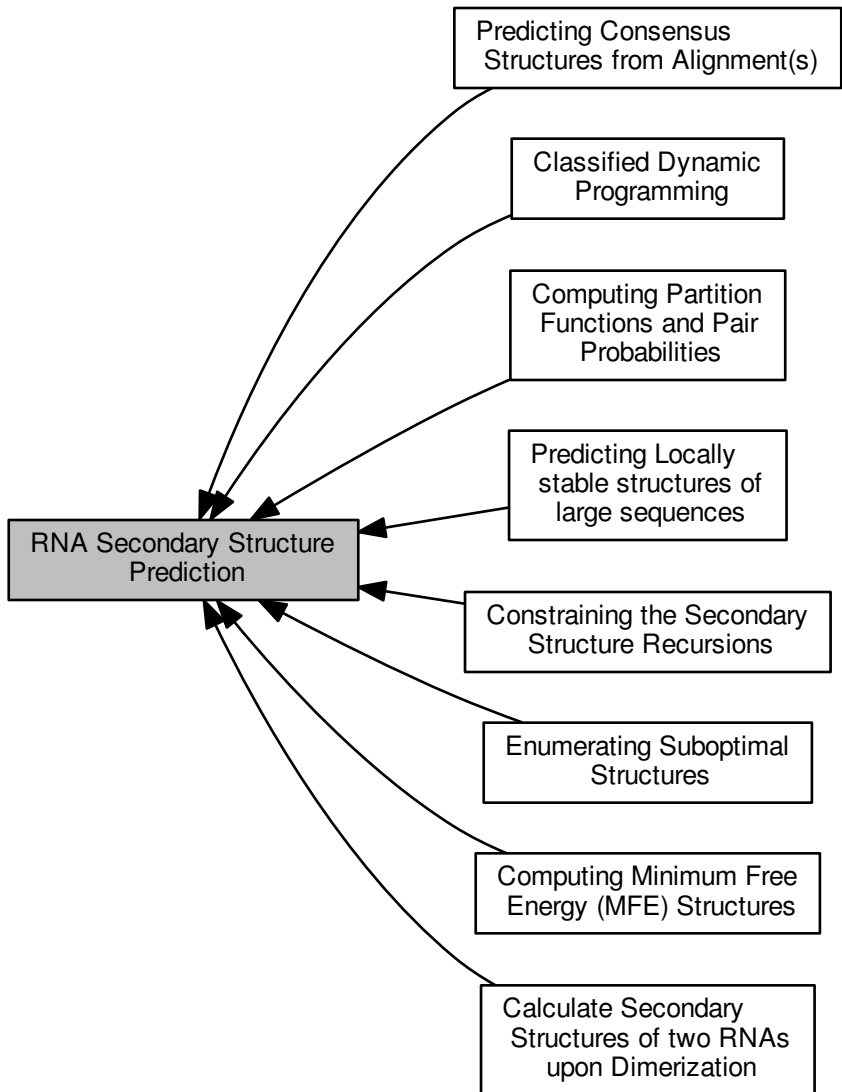 Predicting Consensus
Structures from Alignment(s)
Classified Dynamic
Programming
Computing Partition
Functions and Pair
Probabilities
Predicting Locally
stable structures of
large sequences
RNA Secondary Structure
Prediction
Constraining the Secondary
Structure Recursions
Enumerating Suboptimal
Structures
Computing Minimum Free
Energy (MFE) Structures
Calculate Secondary
Structures of two RNAs
upon Dimerization